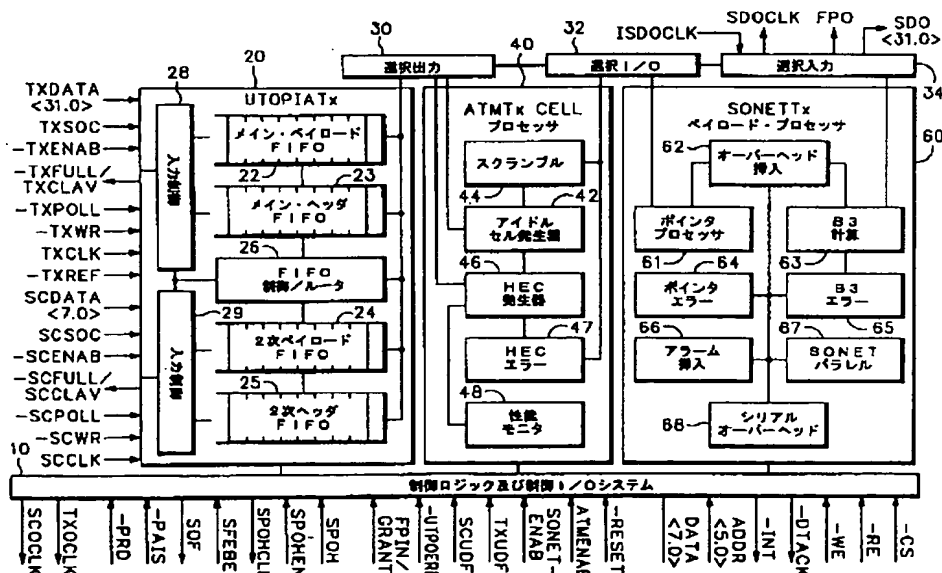 SDOCLK
FPO
SDO
<31.0>
ISDOCLK
30
選択出力
40
32
選択I/O
選択入力
34
28
20
TXDATA
<31.0>
TXSOC
-TXENAB
-TXFULL/
TXCLAV
-TXPOLL
-TXWR
TXCLK
-TXREF
SCDATA
<7.0>
SCSOC
-SCENAB
-SCFULL/
SCCLAV
-SCPOLL
-SCWR
SCCLK
10
UTOPIATx
入力制御
メイン・ペイロード
FIFO
22
23
メイン・ヘッダ
FIFO
26
FIFO
制御/ルータ
29
入力制御
24
2次ペイロード
FIFO
25
2次ヘッダ
FIFO
ATMTx CELL
プロセッサ
スクランブル
44
42
アイドル
セル発生器
46
HEC
発生器
47
HEC
エラー
48
性能
モニタ
SONETTx
ペイロード・プロセッサ
60
62
オーバーヘッド
挿入
ポインタ
プロセッサ
61
B3
計算
63
64
ポインタ
エラー
B3
エラー
65
66
アラーム
挿入
67
SONET
パラレル
68
シリアル
オーバーヘッド
制御ロジック及び制御I/Oシステム
SCOCLK
TXOCLK
-PRD
-PAIS
SOF
SFEBE
SPOHCLK
SPOHEN
SPOH
FPIN/
GRANT
-UTPOERR
SCUOF
TXUOF
SONET-
ENAB
ATMENAB
-RESET
DATA
<7.0>
ADDR
<5.0>
-INT
-DTACK
-WE
-RE
-CS